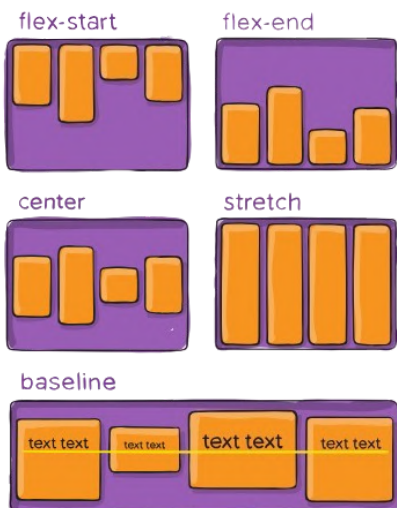 flex-start
flex-end
center
stretch
baseline
text text
text text
text text
text text